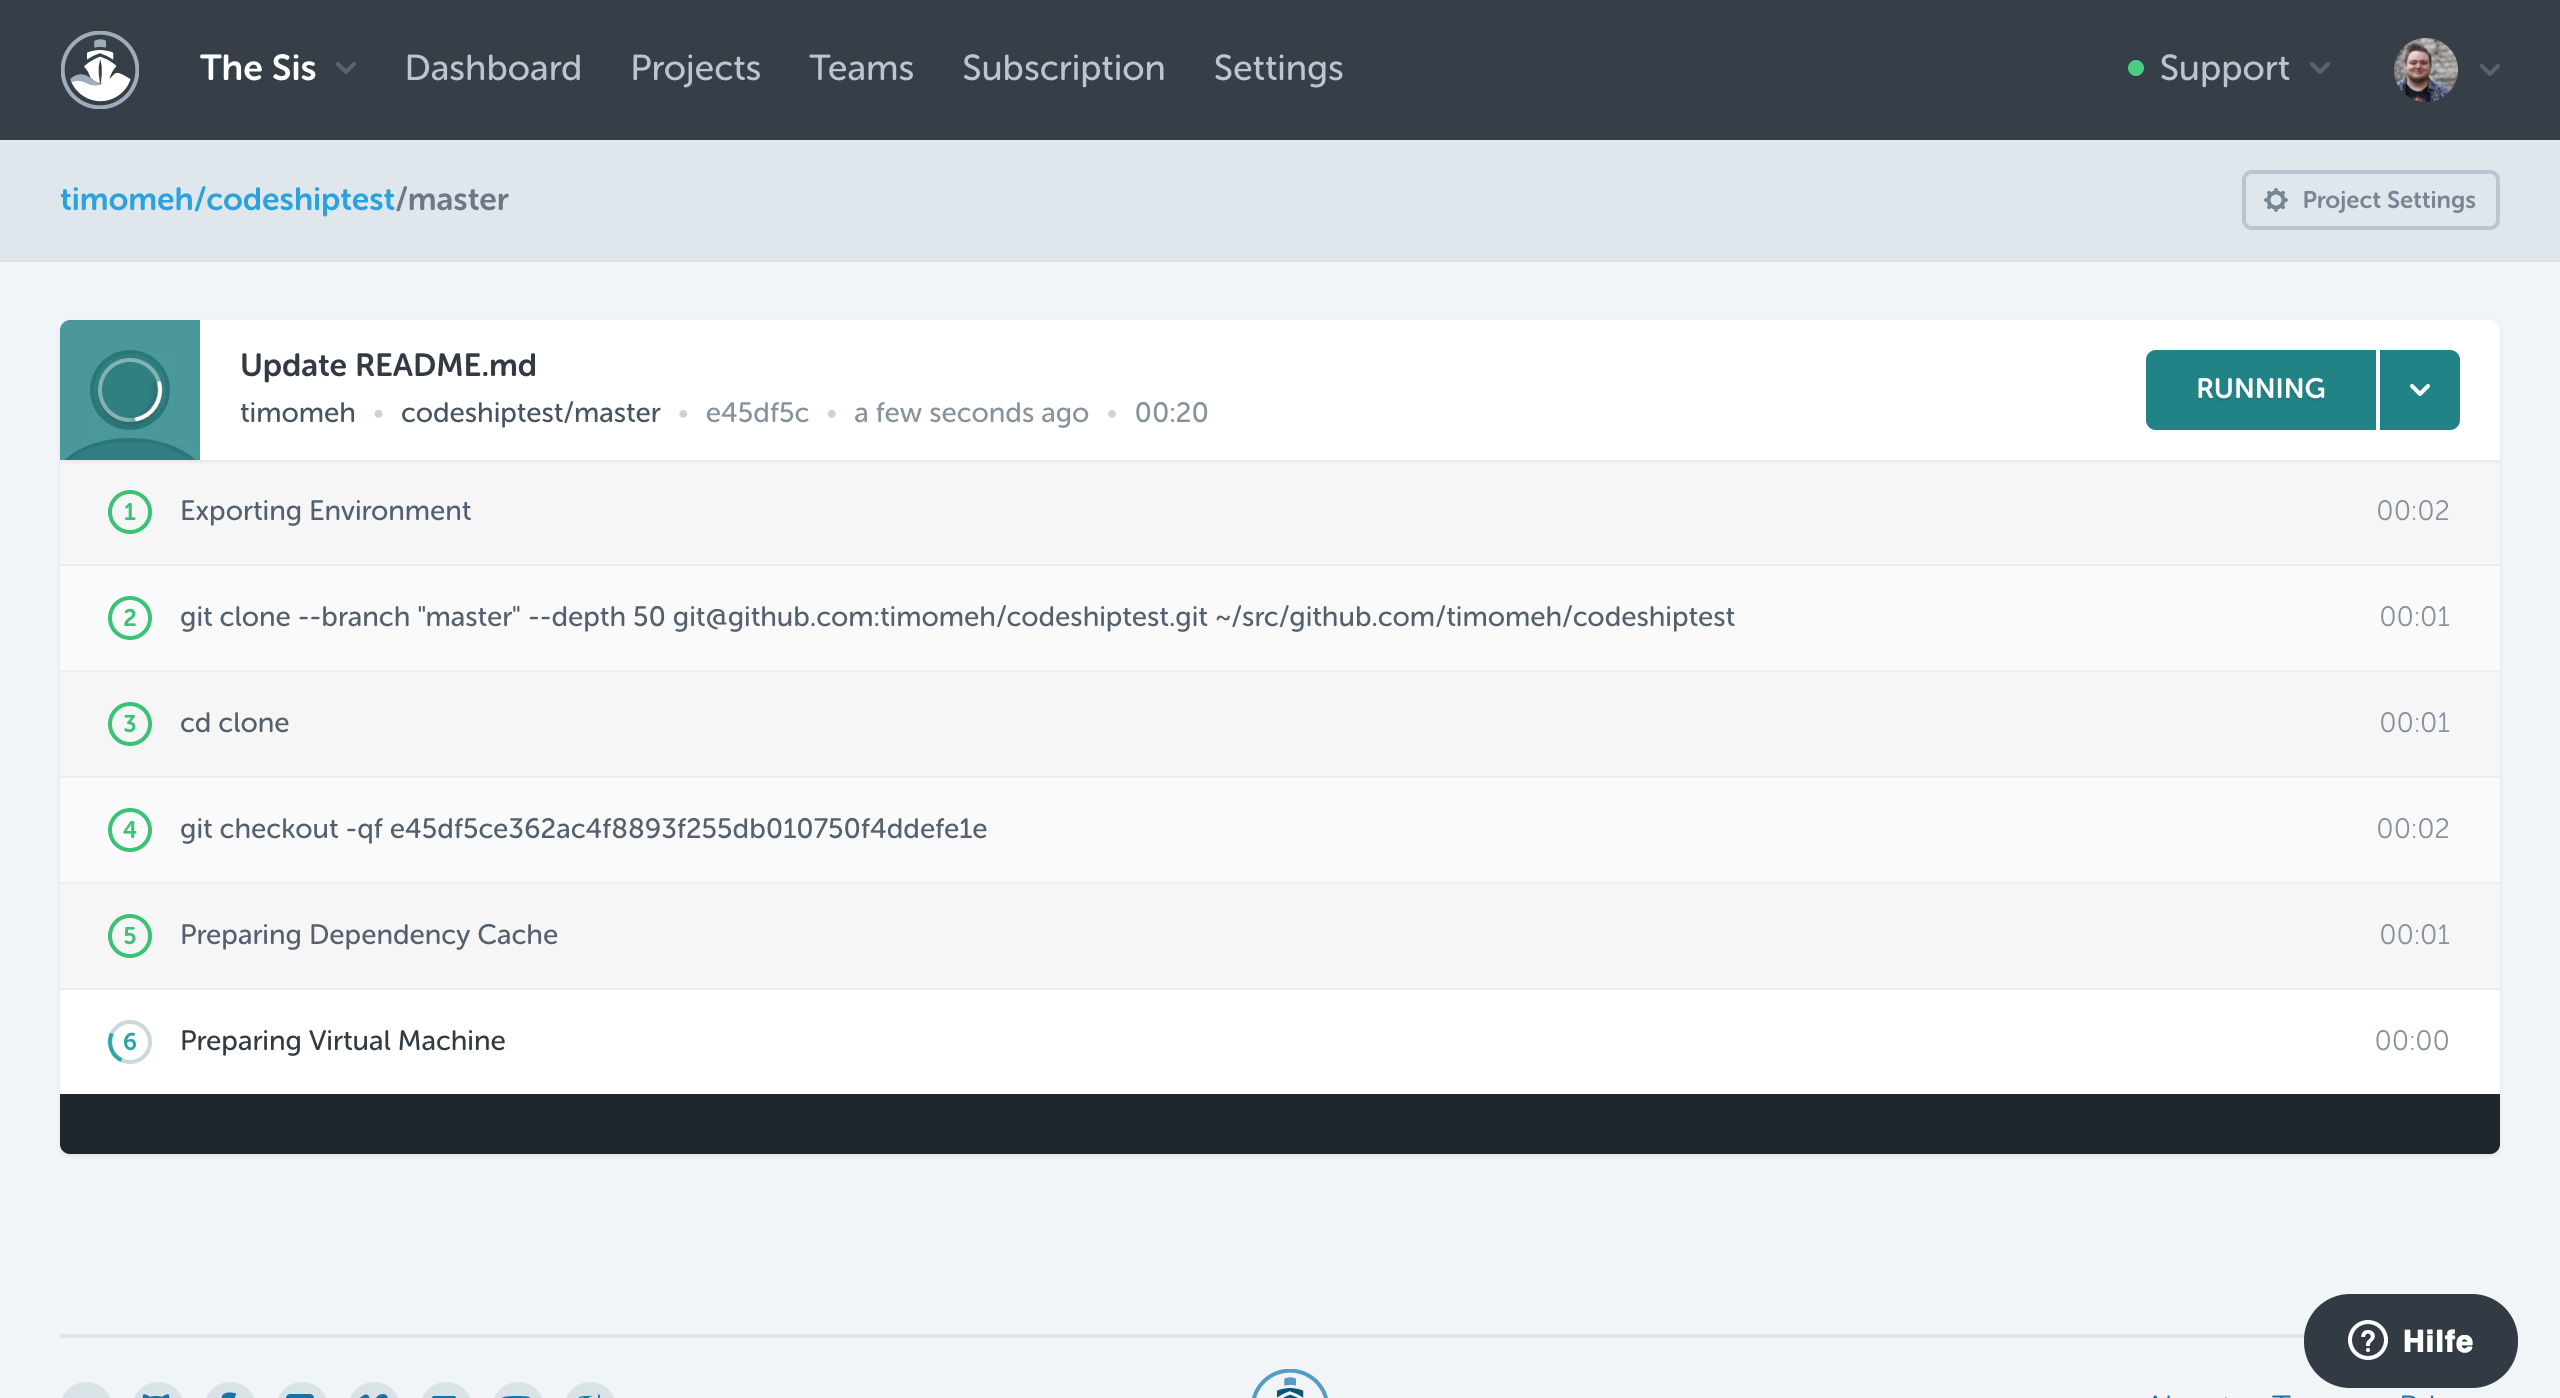 The Sis Dashboard Projects Teams Subscription Settings Support
timomeh/codeshiptest/master Project Settings
Update README.md
timomeh • codeshiptest/master • e45df5c • a few seconds ago • 00:20
RUNNING
1 Exporting Environment 00:02
2 git clone --branch "master" --depth 50 git@github.com:timomeh/codeshiptest.git ~/src/github.com/timomeh/codeshiptest 00:01
3 cd clone 00:01
4 git checkout -qf e45df5ce362ac4f8893f255db010750f4ddefe1e 00:02
5 Preparing Dependency Cache 00:01
6 Preparing Virtual Machine 00:00
Hilfe